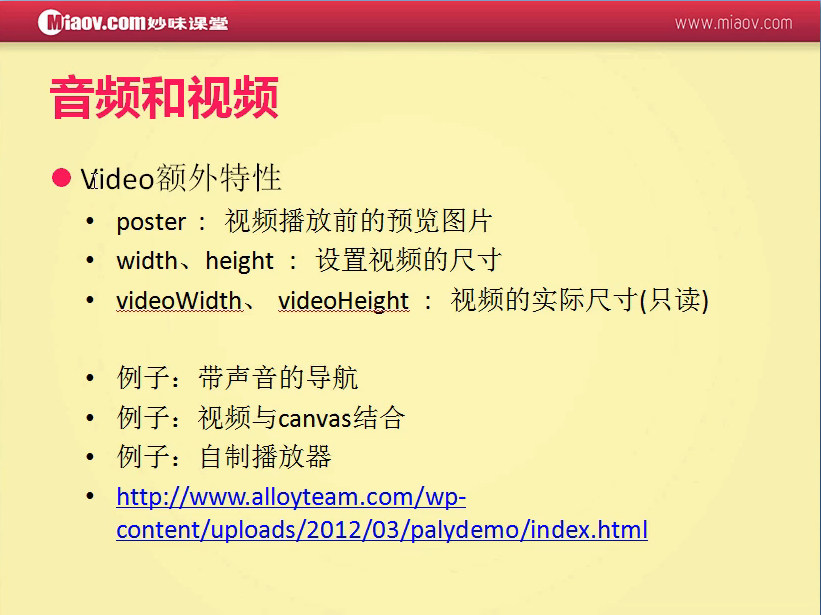 Miaov.com妙味课堂
www.miaov.com
音频和视频
Video额外特性
poster ： 视频播放前的预览图片
width、height ： 设置视频的尺寸
videoWidth、 videoHeight ： 视频的实际尺寸(只读)
例子：带声音的导航
例子：视频与canvas结合
例子：自制播放器
http://www.alloyteam.com/wp-
content/uploads/2012/03/palydemo/index.html